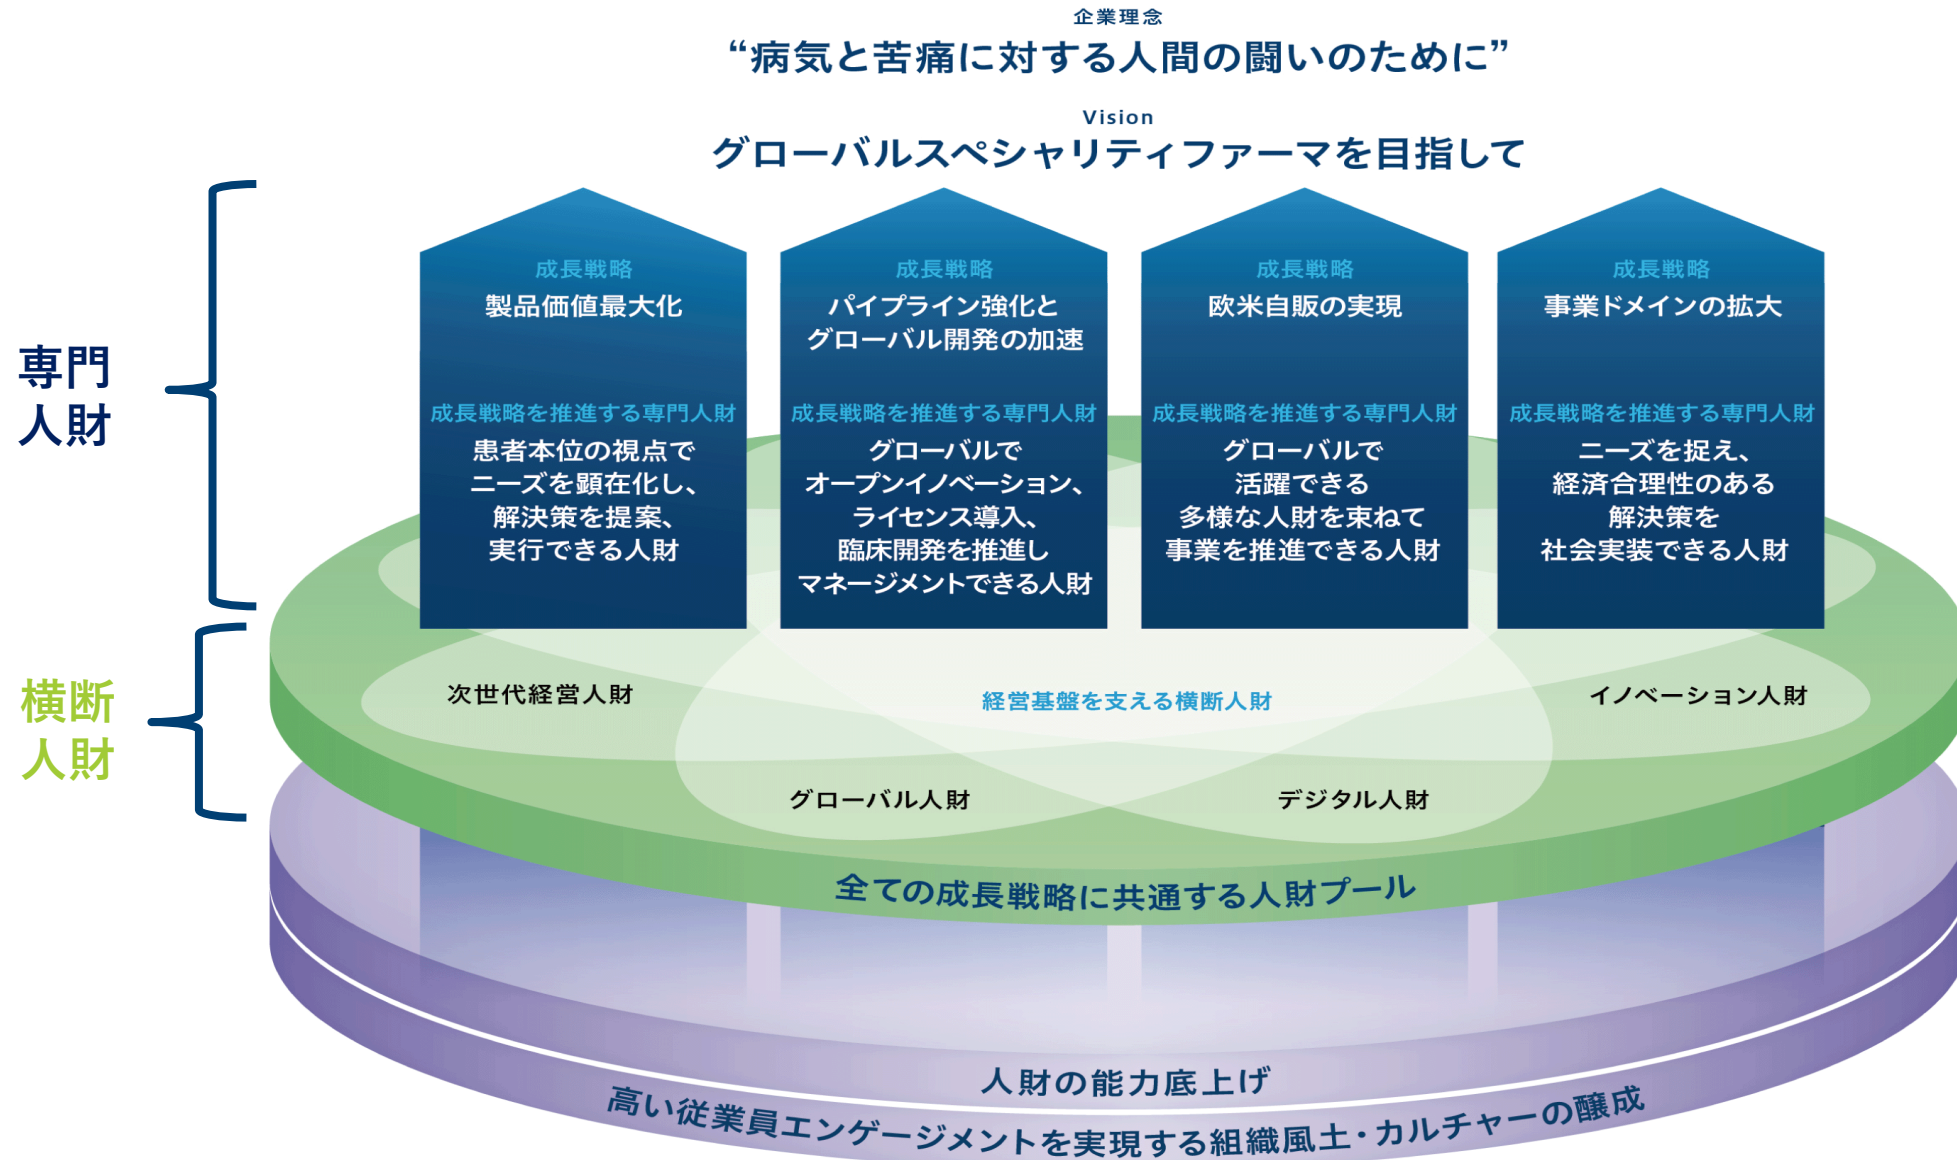 企業理念
“病気と苦痛に対する人間の闘いのために”
Vision
グローバルスペシャリティファーマを目指して
専門
人財
成長戦略
製品価値最大化
成長戦略を推進する専門人財
患者本位の視点で
ニーズを顕在化し、
解決策を提案、
実行できる人財
成長戦略
パイプライン強化と
グローバル開発の加速
成長戦略を推進する専門人財
グローバルで
オープンイノベーション、
ライセンス導入、
臨床開発を推進し
マネージメントできる人財
成長戦略
欧米自販の実現
成長戦略を推進する専門人財
グローバルで
活躍できる
多様な人財を束ねて
事業を推進できる人財
成長戦略
事業ドメインの拡大
成長戦略を推進する専門人財
ニーズを捉え、
経済合理性のある
解決策を
社会実装できる人財
横断
人財
次世代経営人財
経営基盤を支える横断人財
イノベーション人財
グローバル人財
デジタル人財
全ての成長戦略に共通する人財プール
人財の能力底上げ
高い従業員エンゲージメントを実現する組織風土・カルチャーの醸成